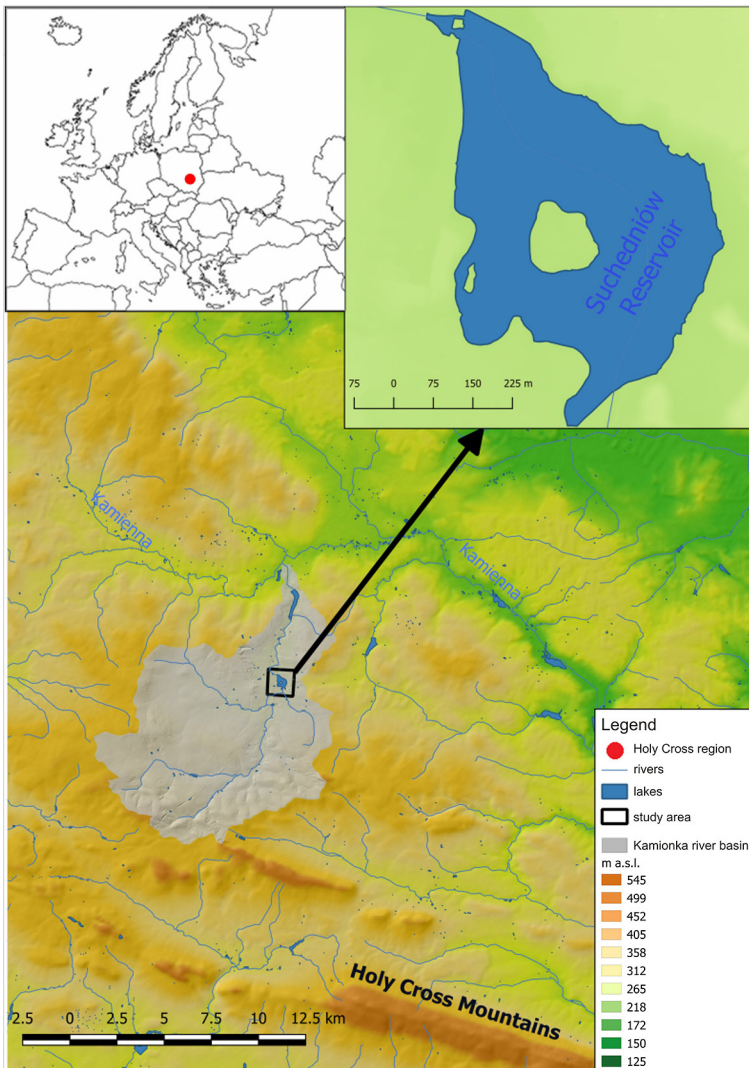 Suchedniów
Reservoir
75 0 75 150 225 m
Kamienna
Kamienna
Legend
Holy Cross region
rivers
lakes
study area
Kamionka river basin
m a.s.l.
545
499
452
405
358
312
265
218
172
150
125
Holy Cross Mountains
2.5 0 2.5 5 7.5 10 12.5 km